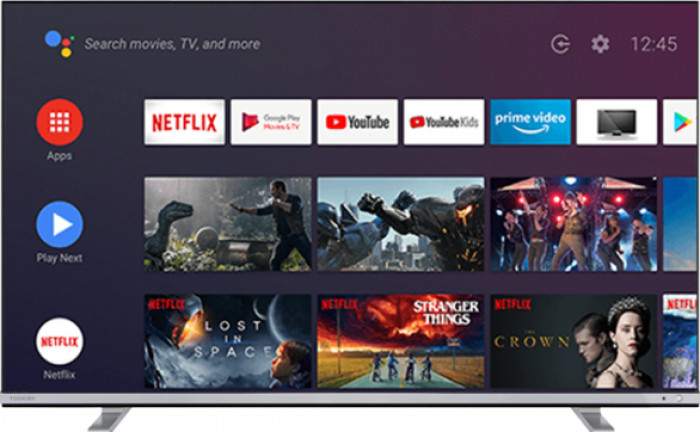 Search movies, TV, and more
12:45
NETFLIX
Google Play
Movies & TV
YouTube
YouTube Kids
prime video
Apps
Play Next
NETFLIX
LOST
IN
SPACE
NETFLIX
STRANGER
THINGS
NETFLIX
THE
CROWN
NETFLIX
Netflix
TOSHIBA